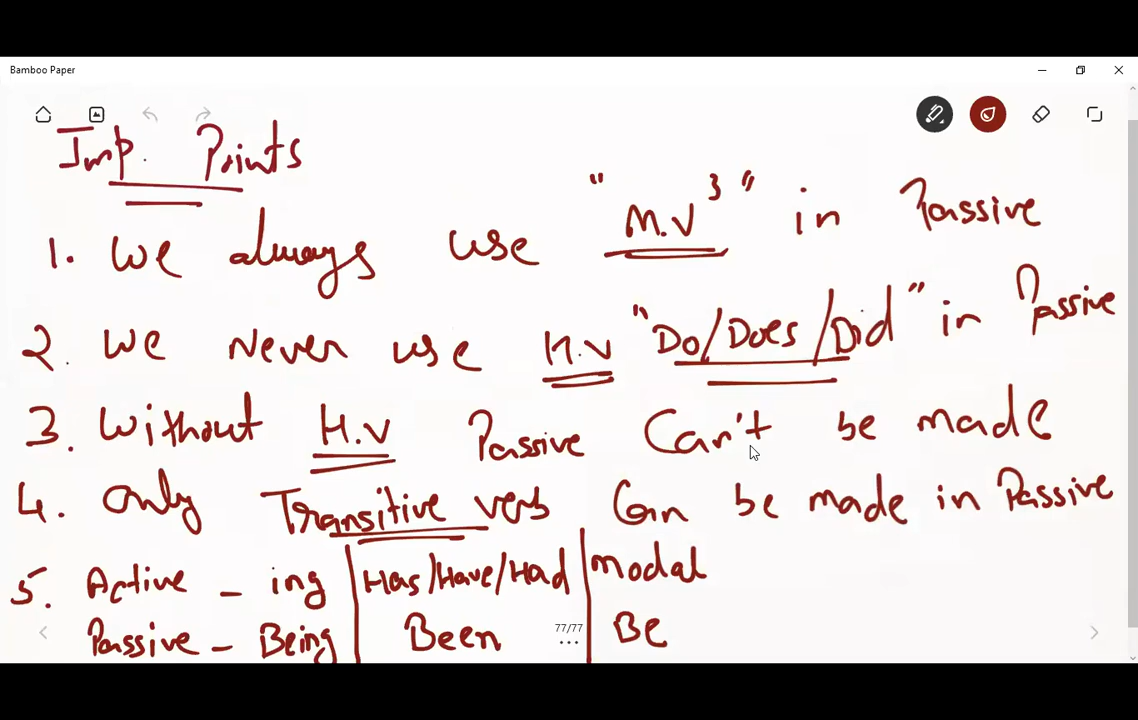 Bamboo Paper
Imp. Points
1. We always use "M.V³" in Passive
2. We Never use H.V "Do/Does/Did" in Passive
3. Without H.V Passive Can't be made
4. Only Transitive verb Can be made in Passive
5. Active - ing | Has/Have/Had | Modal
Passive - Being | Been | Be
77/77